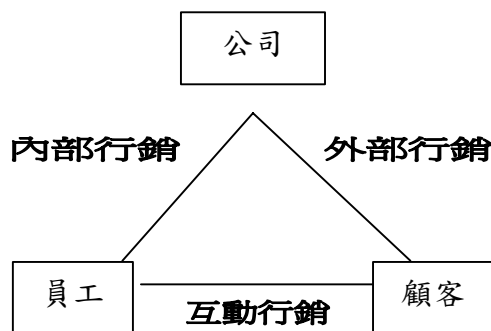 公司
內部行銷
外部行銷
員工
顧客
互動行銷